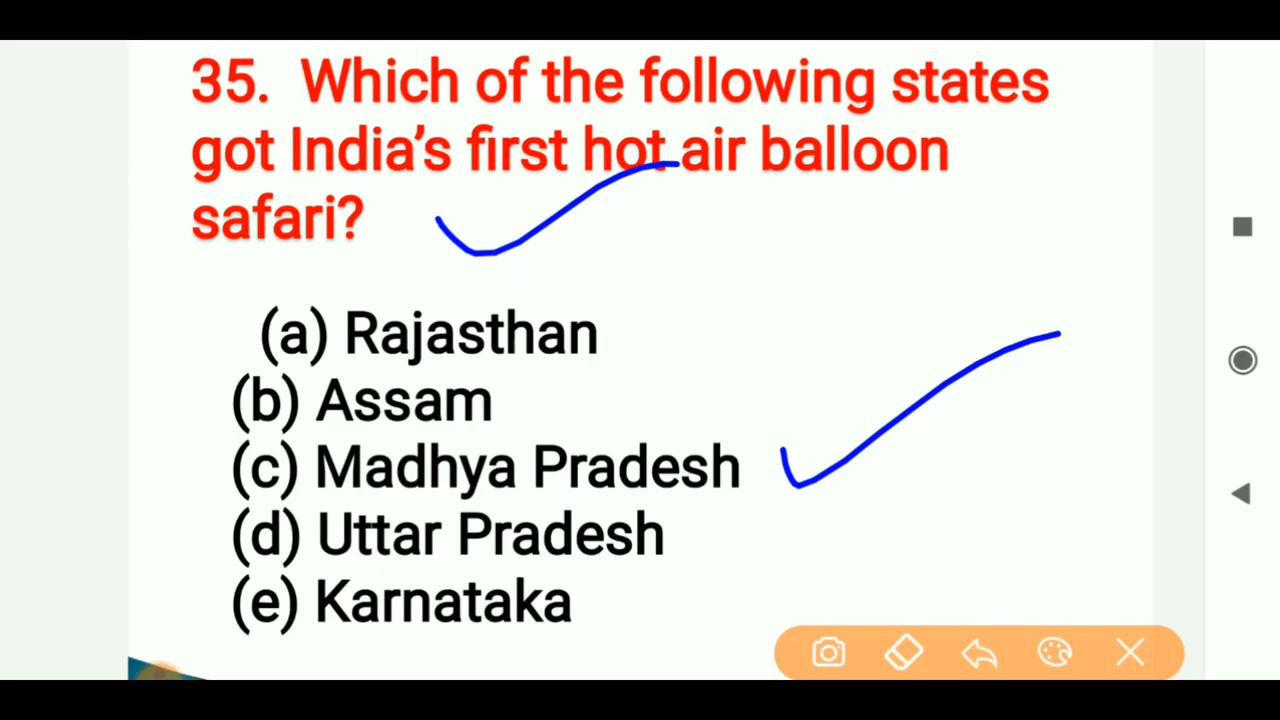 35. Which of the following states
got India’s first hot air balloon
safari?
(a) Rajasthan
(b) Assam
(c) Madhya Pradesh
(d) Uttar Pradesh
(e) Karnataka